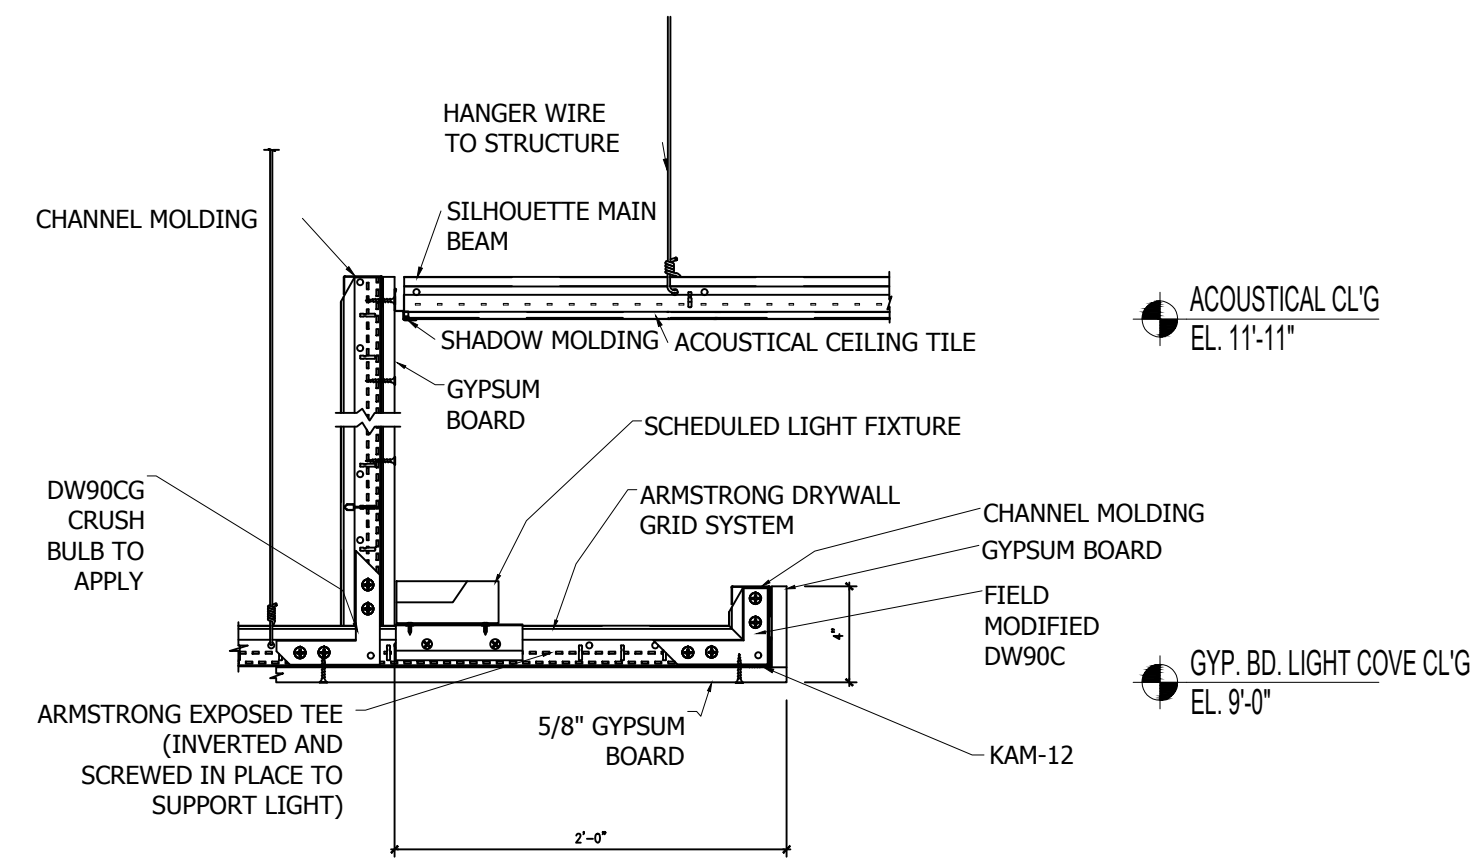 HANGER WIRE
TO STRUCTURE
CHANNEL MOLDING
SILHOUETTE MAIN
BEAM
ACOUSTICAL CL'G
EL. 11'-11"
SHADOW MOLDING
ACOUSTICAL CEILING TILE
GYPSUM
BOARD
SCHEDULED LIGHT FIXTURE
DW90CG
CRUSH
BULB TO
APPLY
ARMSTRONG DRYWALL
GRID SYSTEM
CHANNEL MOLDING
GYPSUM BOARD
FIELD
MODIFIED
DW90C
4"
GYP. BD. LIGHT COVE CL'G
EL. 9'-0"
ARMSTRONG EXPOSED TEE
(INVERTED AND
SCREWED IN PLACE TO
SUPPORT LIGHT)
5/8" GYPSUM
BOARD
KAM-12
2'-0"